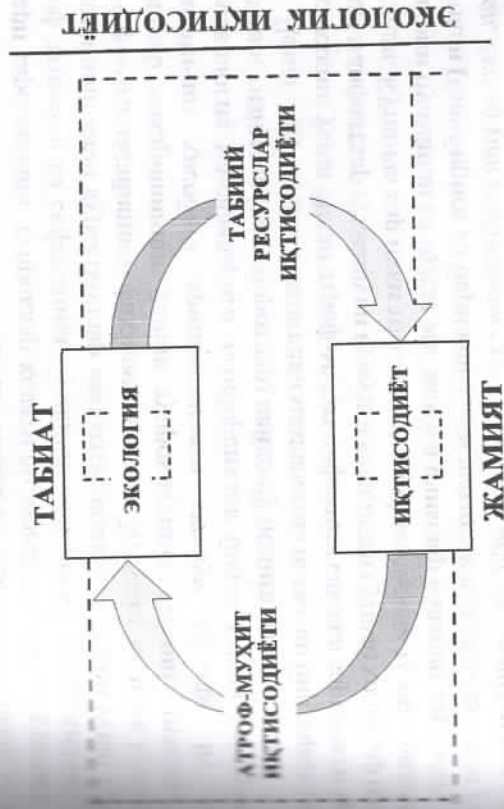 ЭКОЛОГИК ИҚТИСОДИЁТ
ТАБИАТ
ЭКОЛОГИЯ
АТРОФ-МУҲИТ
ИҚТИСОДИЁТИ
ТАБИИЙ
РЕСУРСЛАР
ИҚТИСОДИЁТИ
ИҚТИСОДИЁТ
ЖАМИЯТ